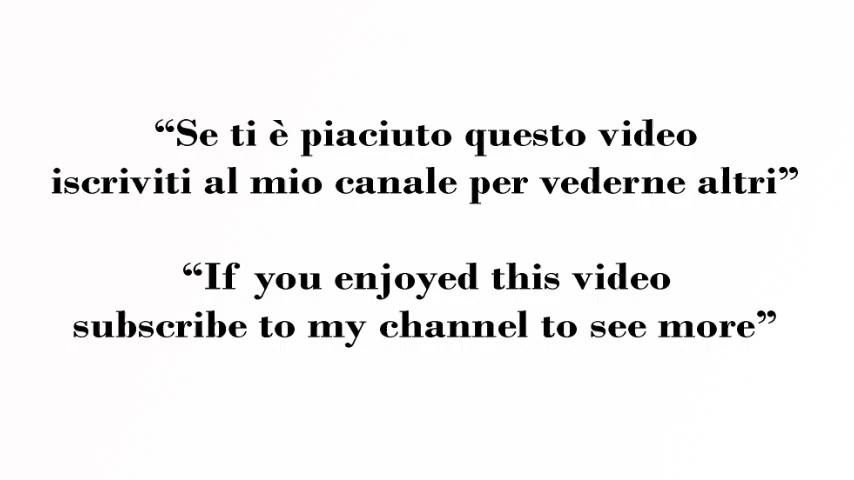 “Se ti è piaciuto questo video
iscriviti al mio canale per vederne altri”
“If you enjoyed this video
subscribe to my channel to see more”